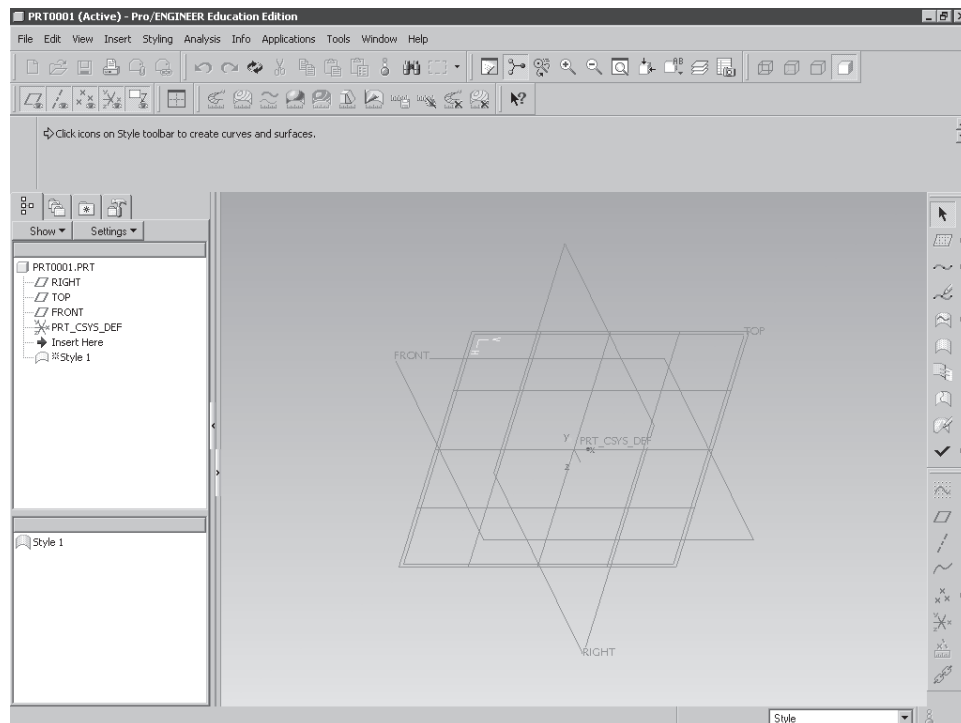 PRT0001 (Active) - Pro/ENGINEER Education Edition
File Edit View Insert Styling Analysis Info Applications Tools Window Help
Click icons on Style toolbar to create curves and surfaces.
Show Settings
PRT0001.PRT
RIGHT
TOP
FRONT
PRT_CSYS_DEF
Insert Here
Style 1
Style 1
TOP
FRONT
Y
PRT_CSYS_DEF
X
Z
RIGHT
Style